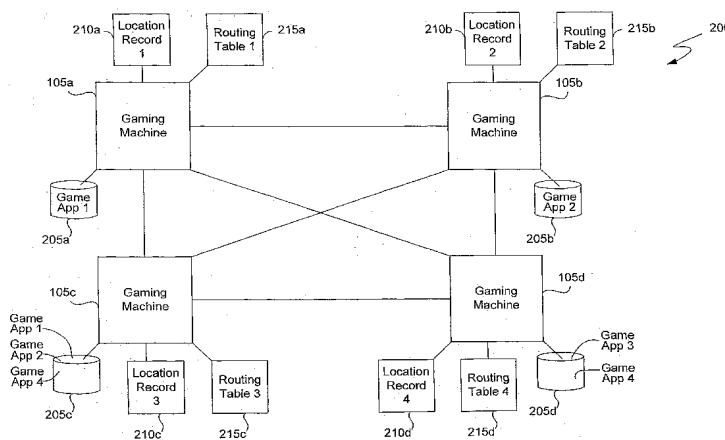 210a
Location
Record
1
Routing
Table 1
215a
210b
Location
Record
2
Routing
Table 2
215b
105a
Gaming
Machine
Gaming
Machine
105b
Game
App 1
205a
Game
App 2
205b
105c
Gaming
Machine
Gaming
Machine
105d
Game
App 1
Game
App 2
Game
App 4
205c
Location
Record
3
210c
Routing
Table 3
215c
Location
Record
4
210d
Routing
Table 4
215d
Game
App 3
Game
App 4
205d